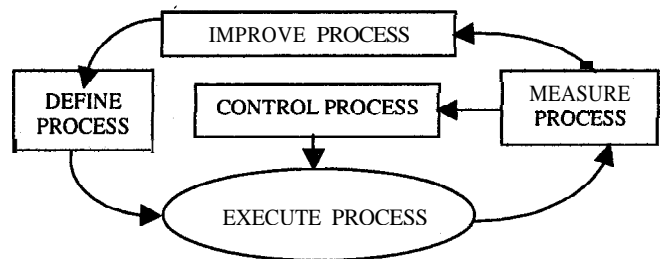 IMPROVE PROCESS
DEFINE
PROCESS
CONTROL PROCESS
MEASURE
PROCESS
EXECUTE PROCESS